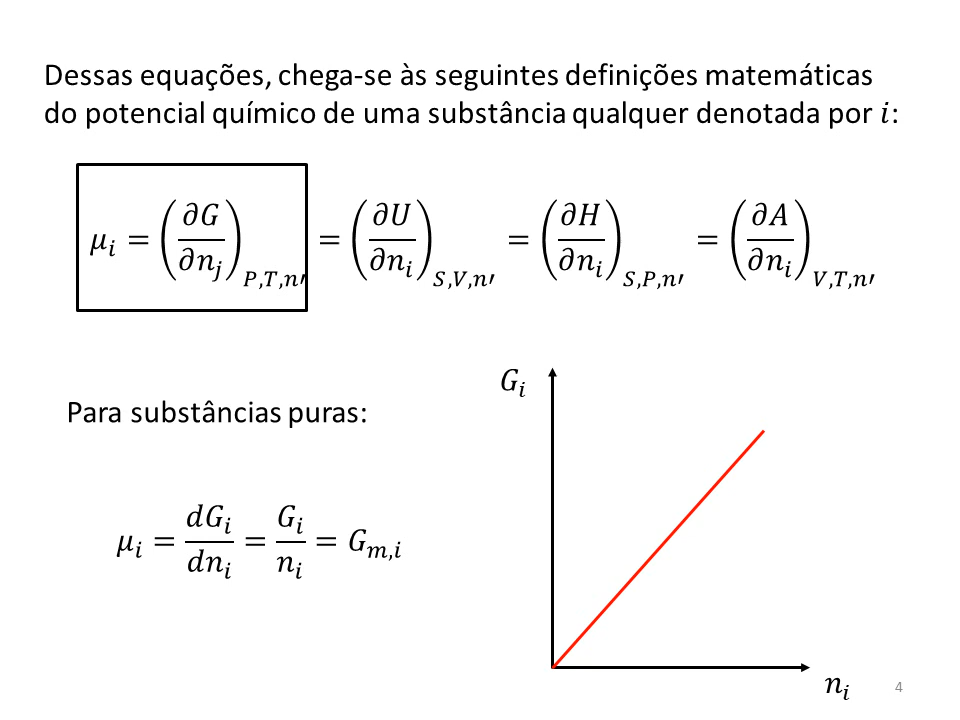 Dessas equações, chega-se às seguintes definições matemáticas
do potencial químico de uma substância qualquer denotada por 𝑖:
𝜇ᵢ = (∂G/∂nⱼ)_{P,T,n′} = (∂U/∂nᵢ)_{S,V,n′} = (∂H/∂nᵢ)_{S,P,n′} = (∂A/∂nᵢ)_{V,T,n′}
Gᵢ
Para substâncias puras:
𝜇ᵢ = dGᵢ/dnᵢ = Gᵢ/nᵢ = G_{m,i}
nᵢ
4